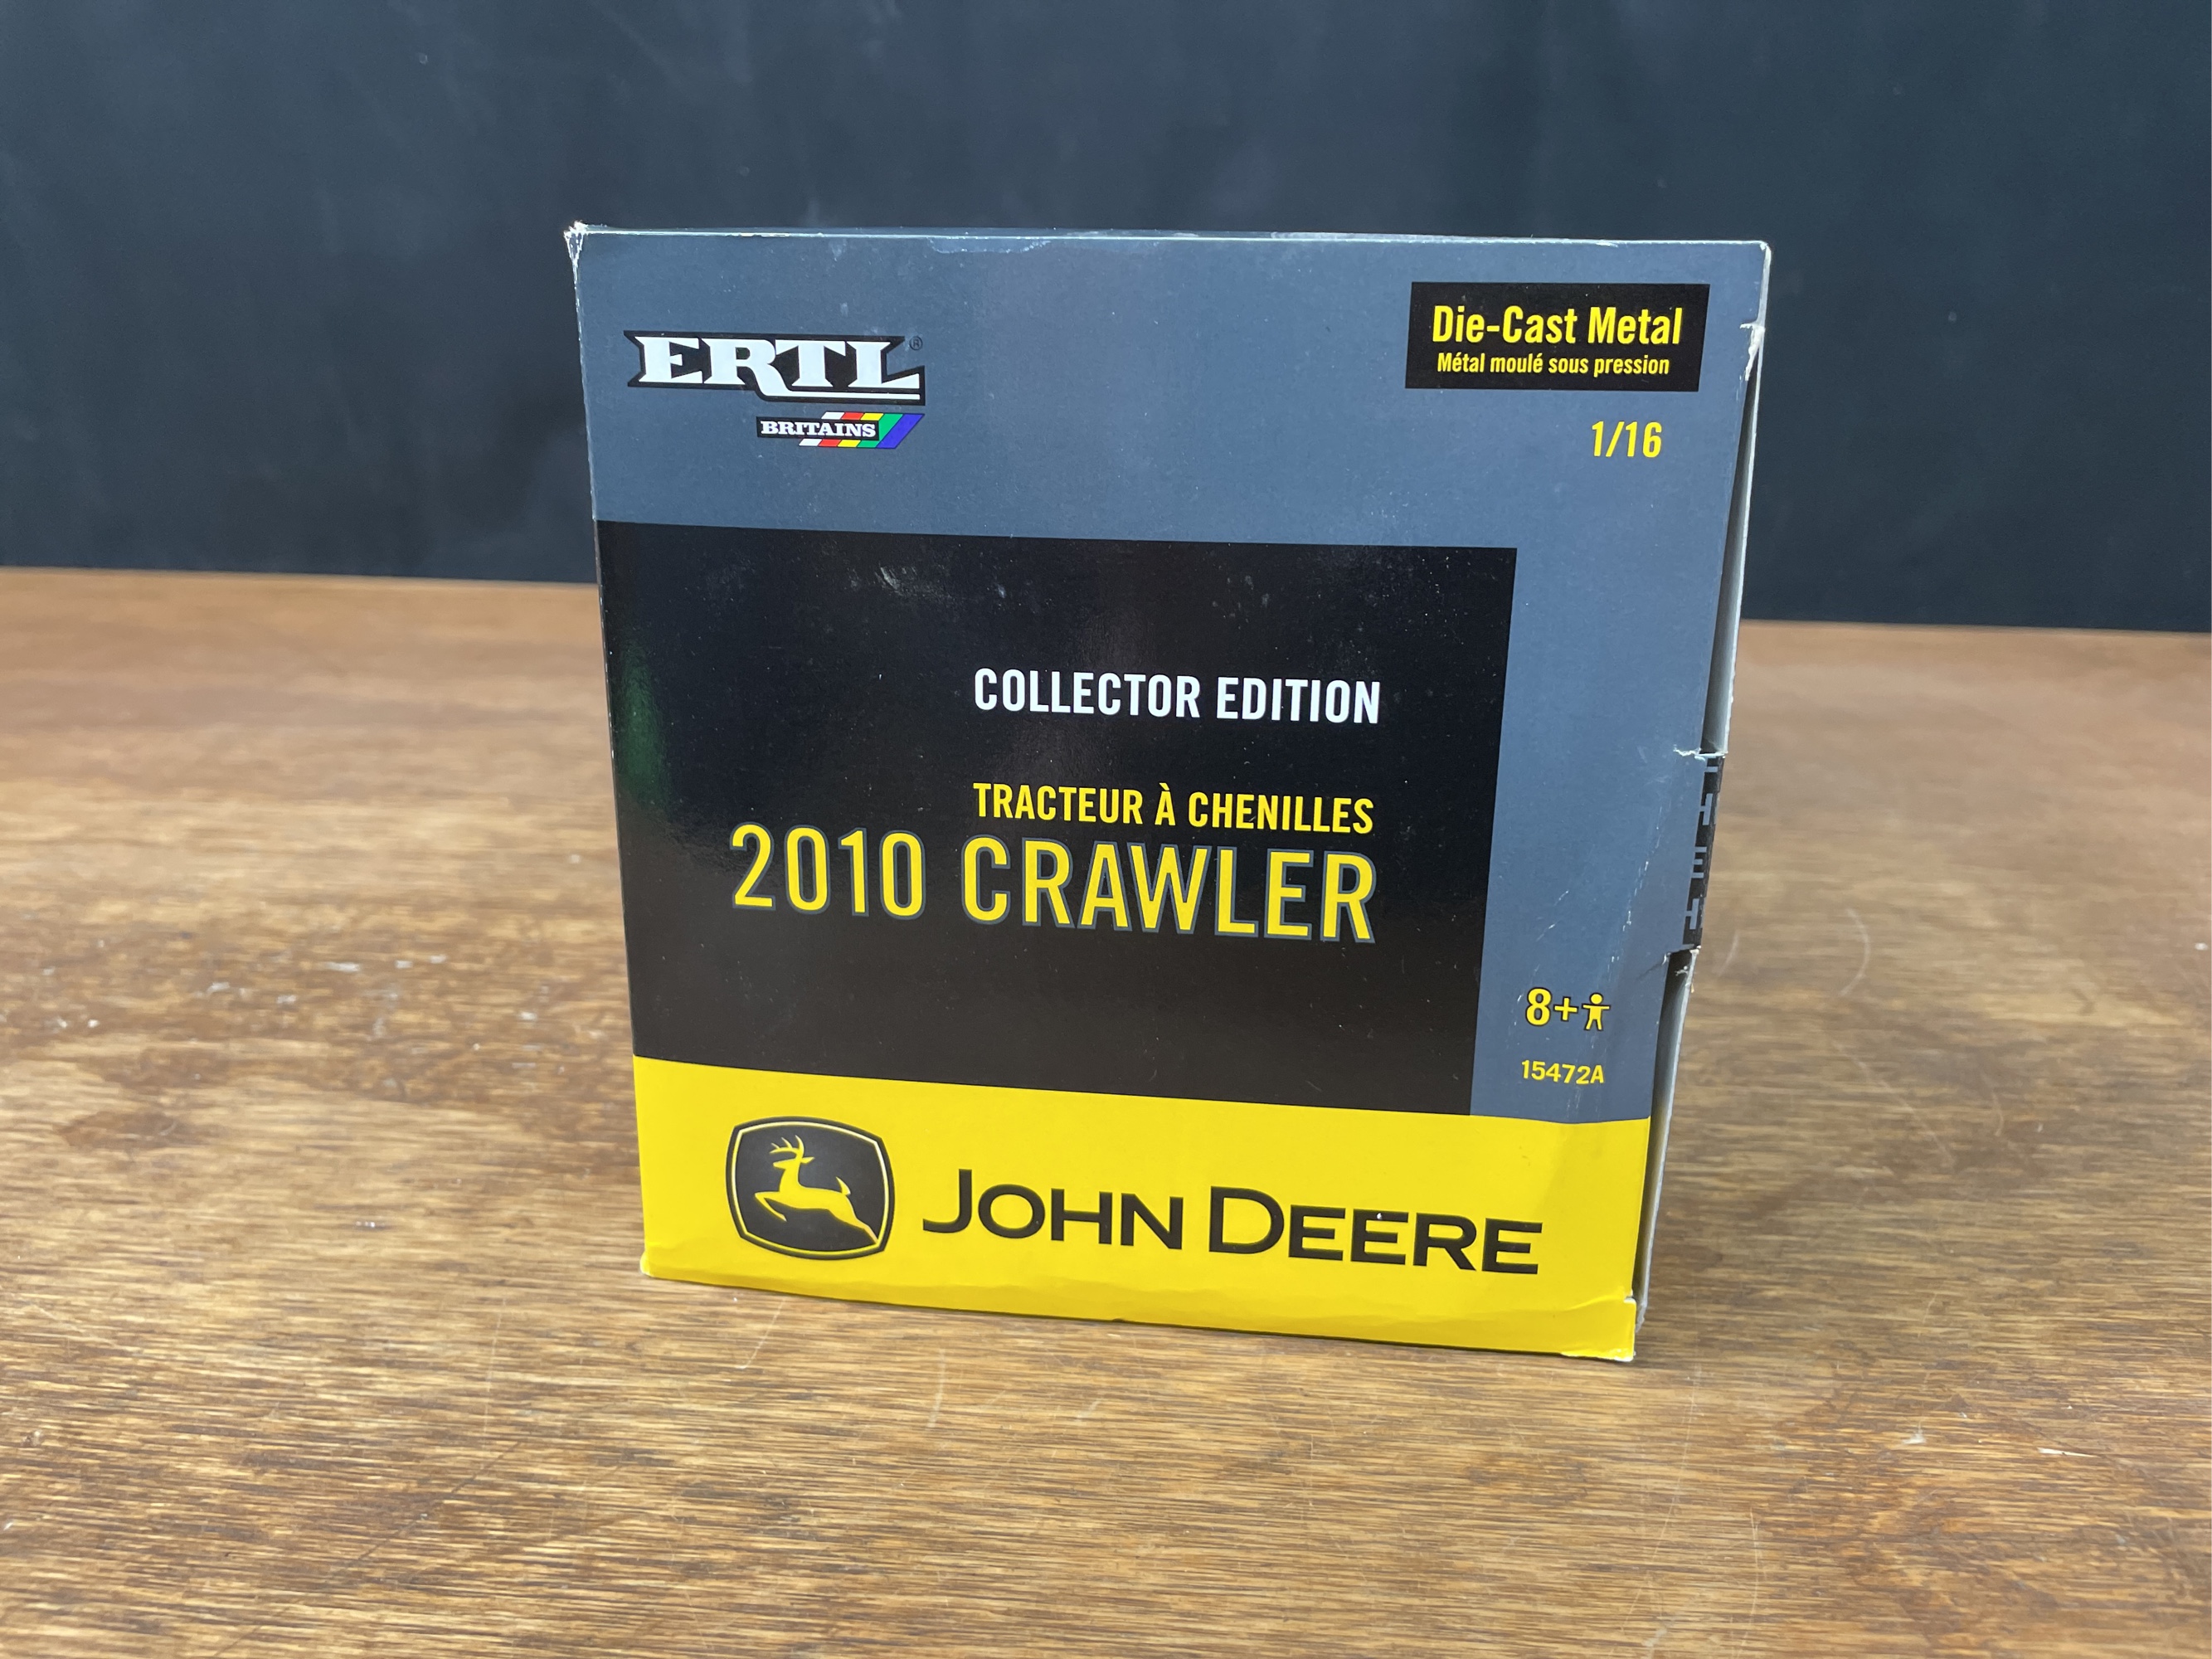 ERTL®
BRITAINS
Die-Cast Metal
Métal moulé sous pression
1/16
COLLECTOR EDITION
TRACTEUR À CHENILLES
2010 CRAWLER
8+
15472A
JOHN DEERE